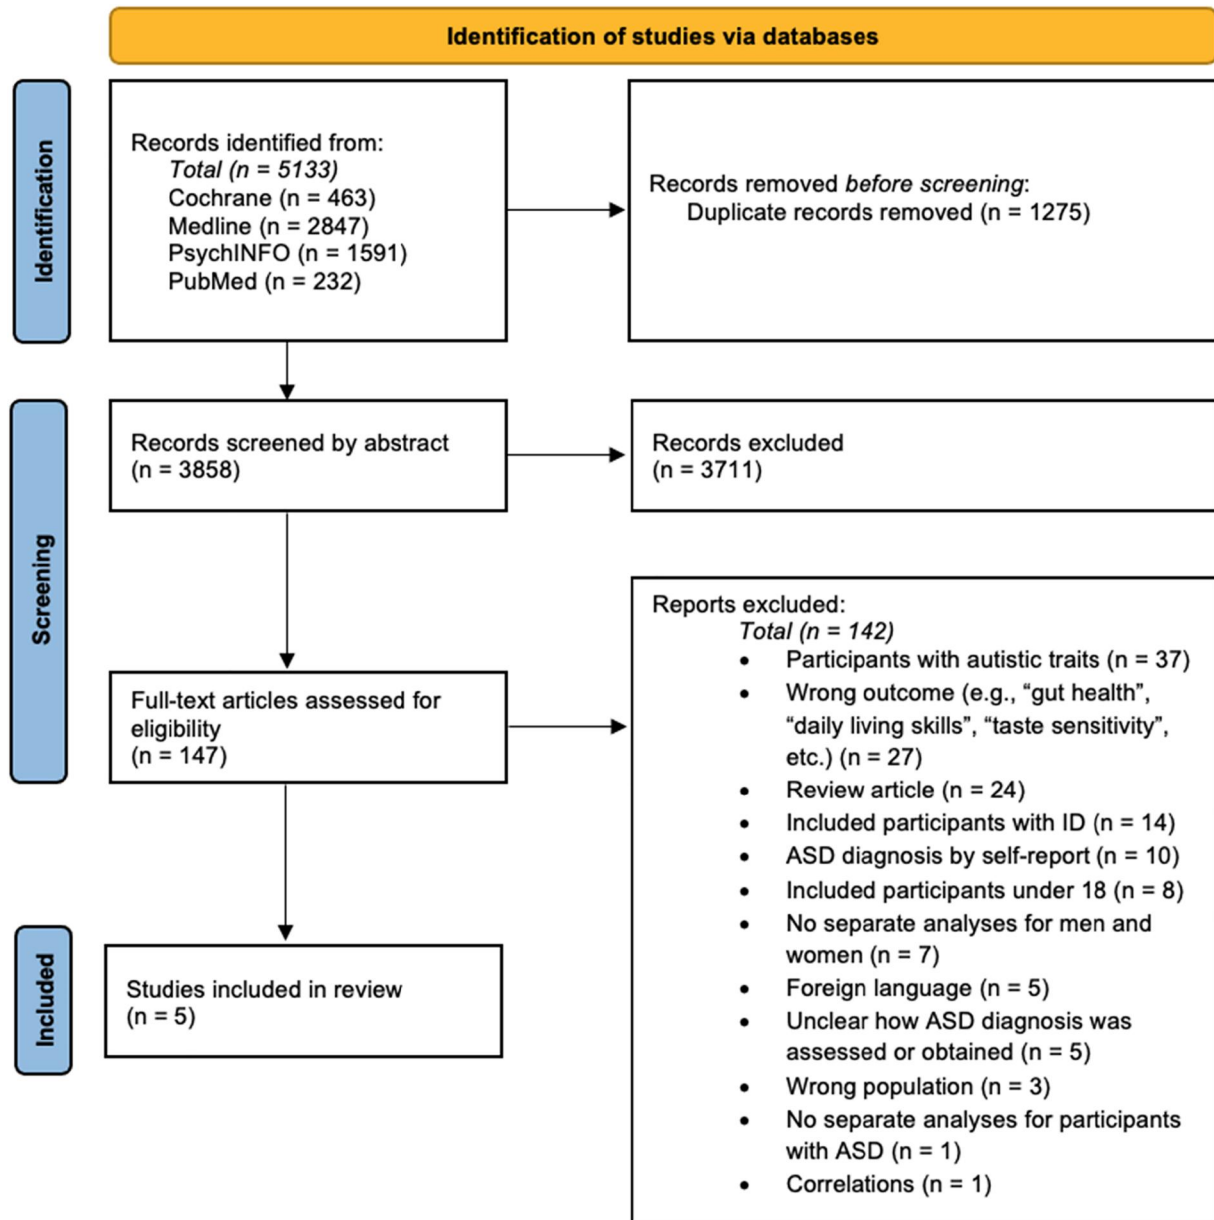 Identification of studies via databases
Identification
Records identified from:
Total (n = 5133)
Cochrane (n = 463)
Medline (n = 2847)
PsychINFO (n = 1591)
PubMed (n = 232)
Records removed before screening:
Duplicate records removed (n = 1275)
Screening
Records screened by abstract
(n = 3858)
Records excluded
(n = 3711)
Full-text articles assessed for
eligibility
(n = 147)
Reports excluded:
Total (n = 142)
• Participants with autistic traits (n = 37)
• Wrong outcome (e.g., “gut health”,
“daily living skills”, “taste sensitivity”,
etc.) (n = 27)
• Review article (n = 24)
• Included participants with ID (n = 14)
• ASD diagnosis by self-report (n = 10)
• Included participants under 18 (n = 8)
• No separate analyses for men and
women (n = 7)
• Foreign language (n = 5)
• Unclear how ASD diagnosis was
assessed or obtained (n = 5)
• Wrong population (n = 3)
• No separate analyses for participants
with ASD (n = 1)
• Correlations (n = 1)
Included
Studies included in review
(n = 5)